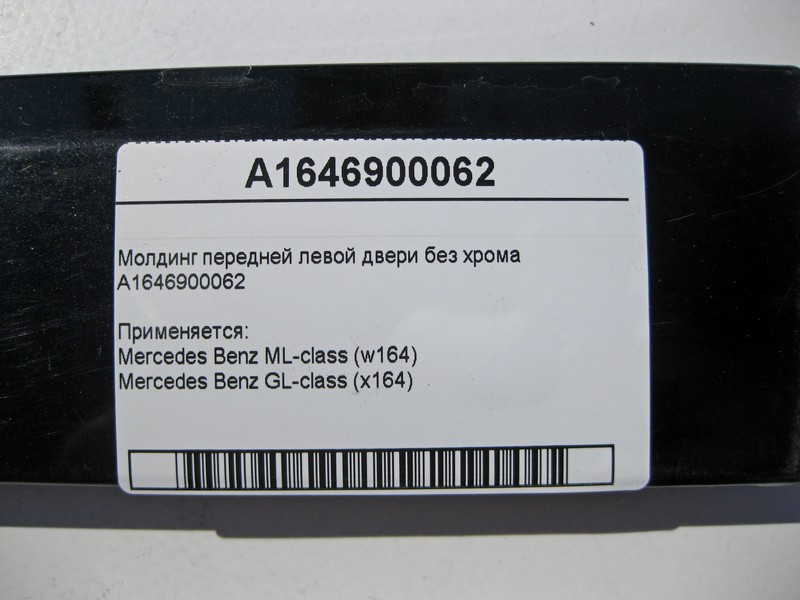 A1646900062
Молдинг передней левой двери без хрома
A1646900062
Применяется:
Mercedes Benz ML-class (w164)
Mercedes Benz GL-class (x164)